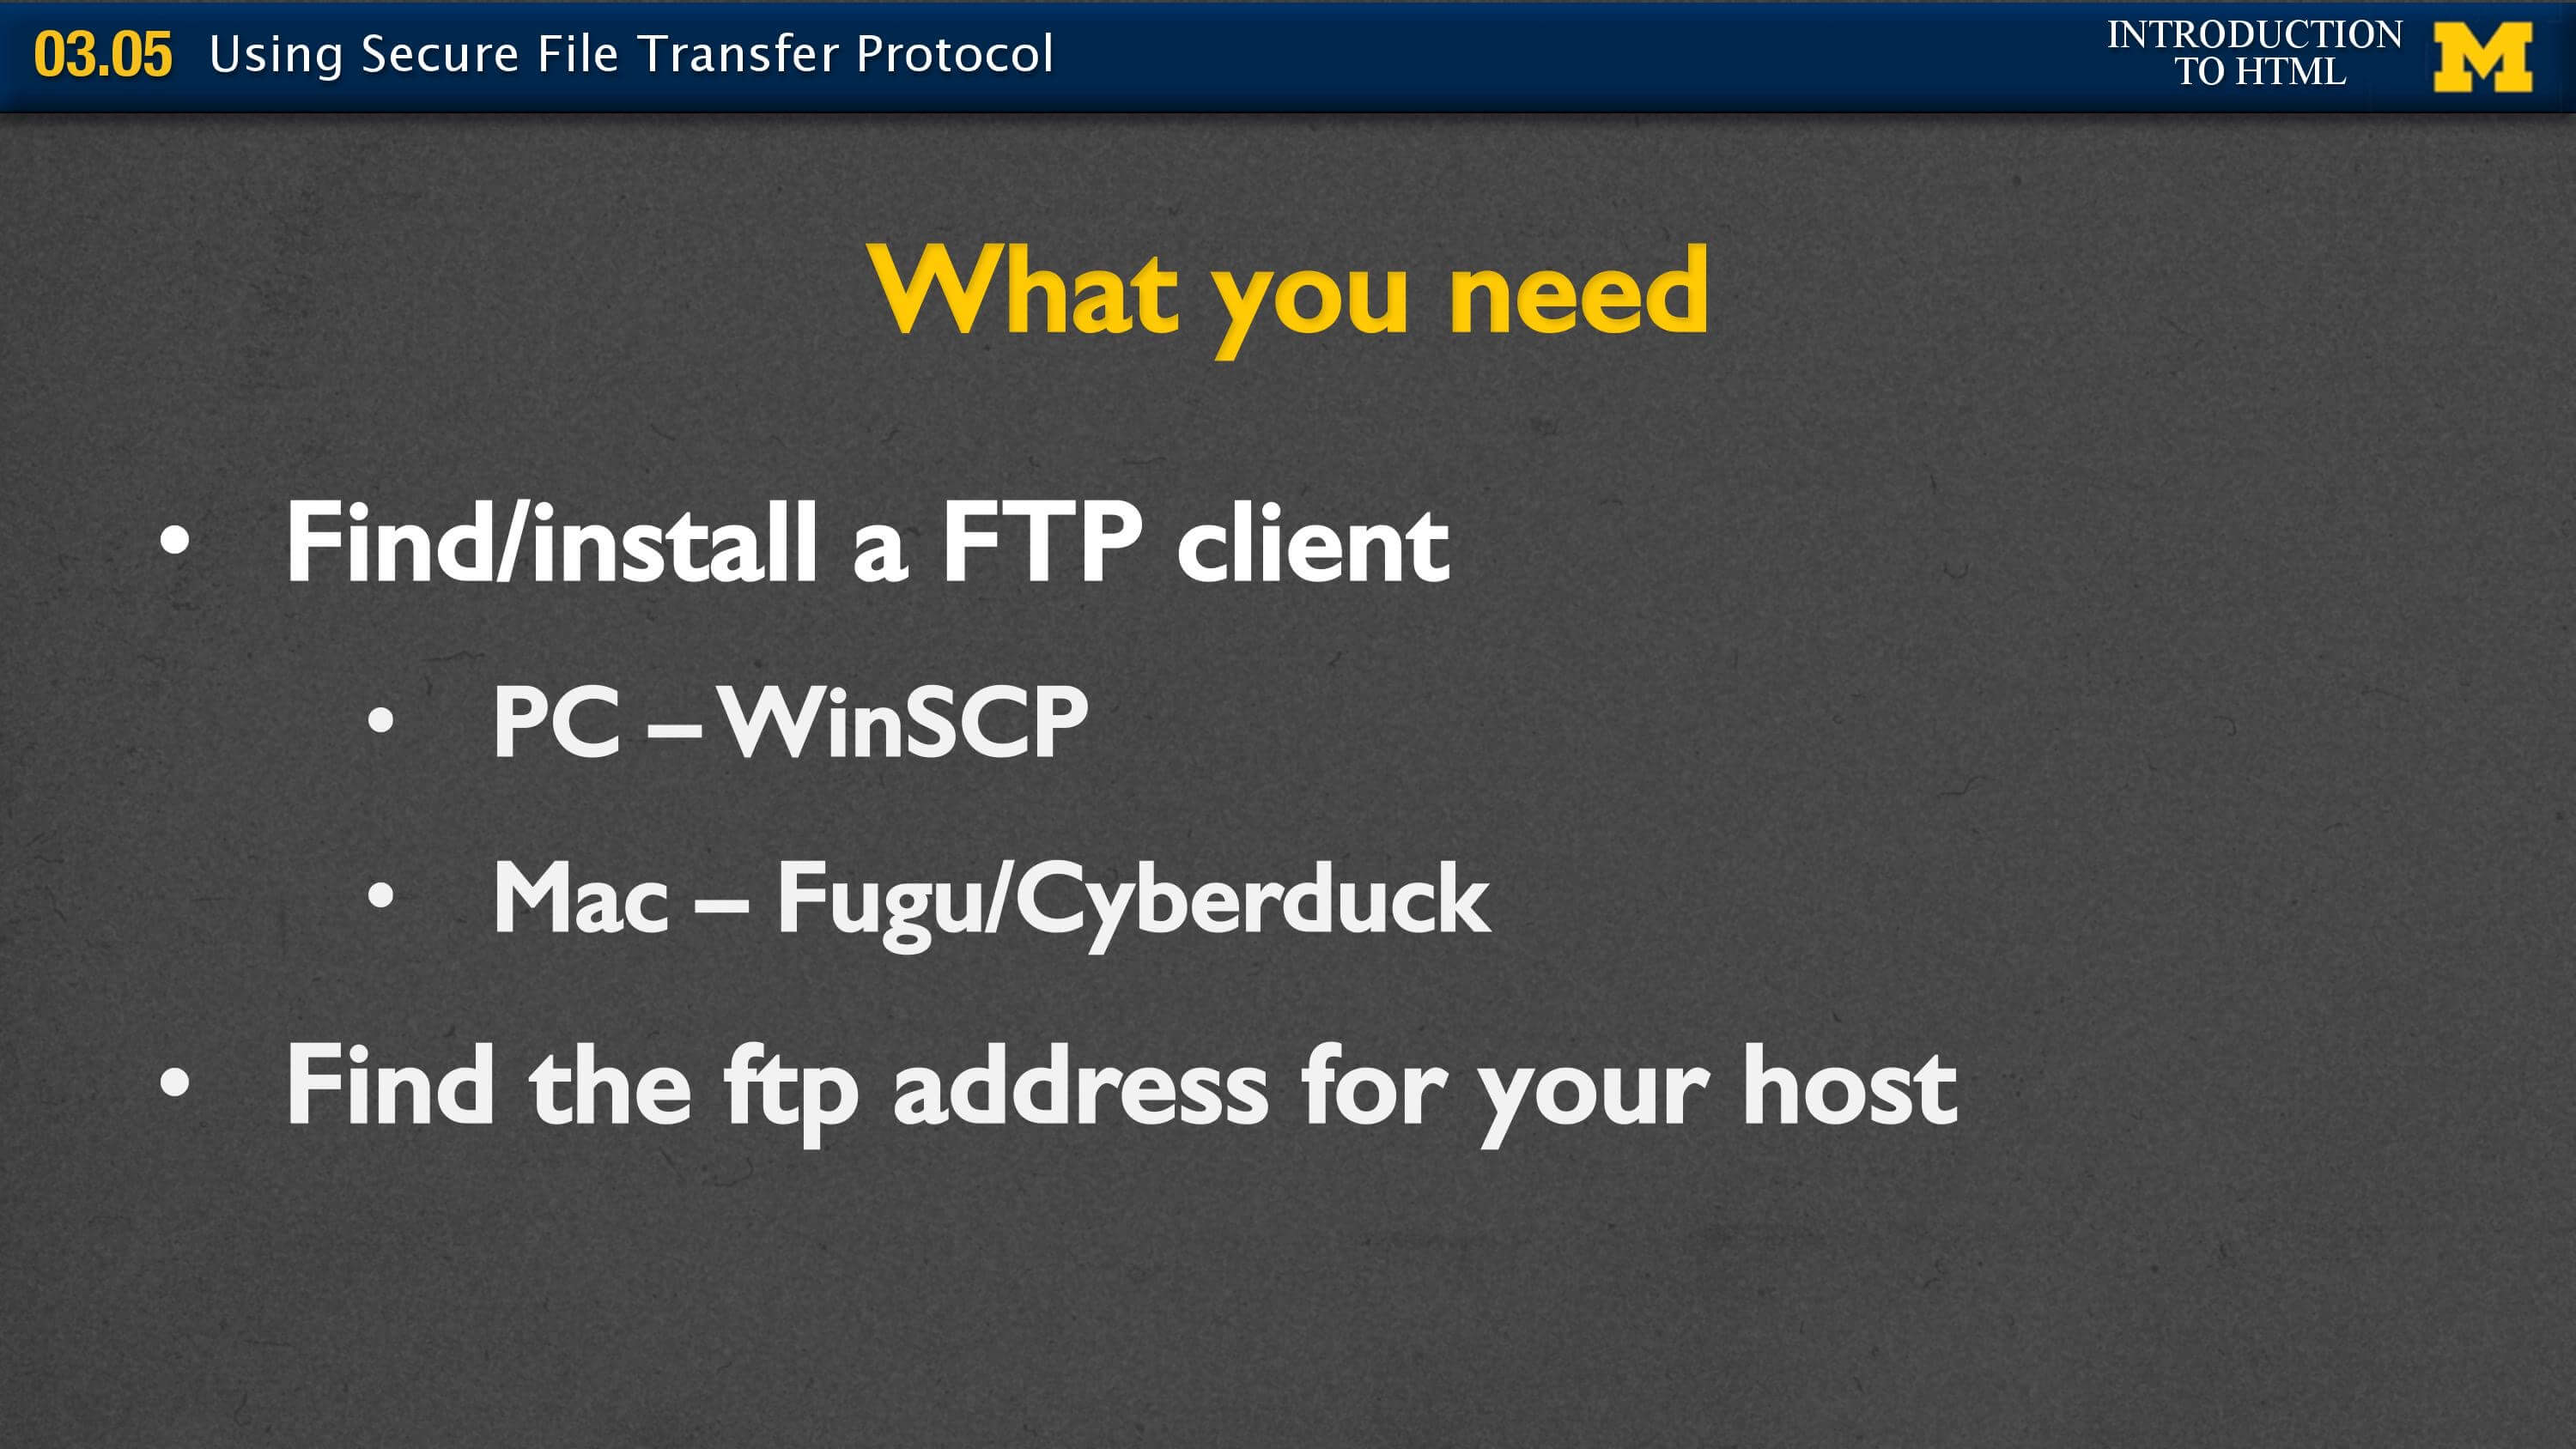 03.05 Using Secure File Transfer Protocol
INTRODUCTION
TO HTML
M
What you need
• Find/install a FTP client
• PC – WinSCP
• Mac – Fugu/Cyberduck
• Find the ftp address for your host